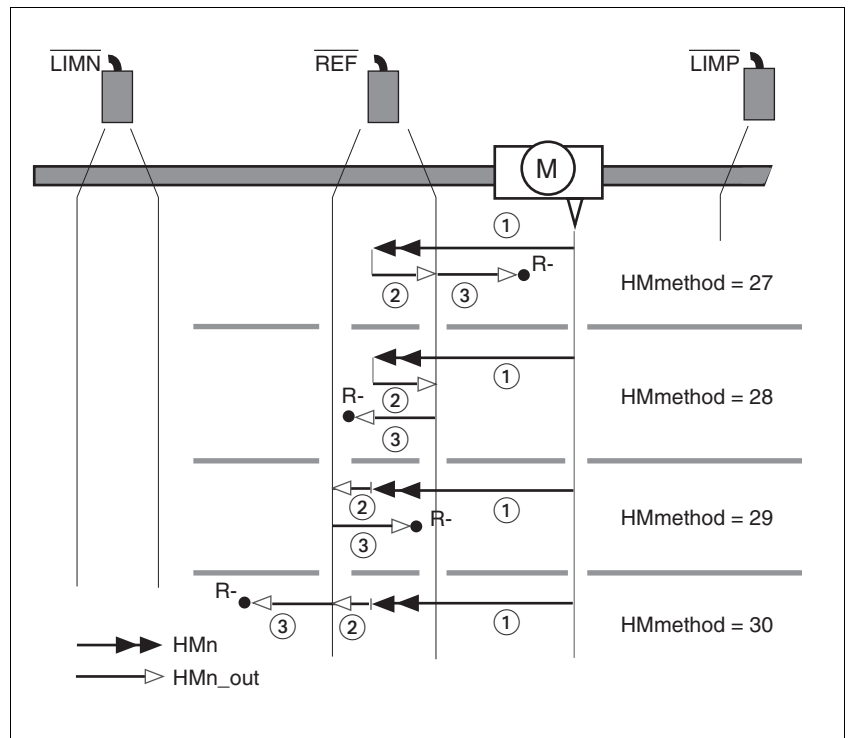 LIMN REF LIMP
M
①
R-
② ③ HMmethod = 27
①
R- ② HMmethod = 28
③
② ①
R- HMmethod = 29
③
R-
③ ② ① HMmethod = 30
HMn
HMn_out